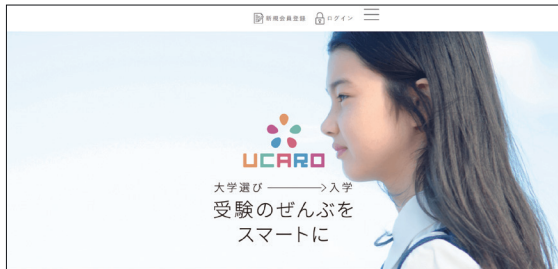 新規会員登録 ログイン
UCARO
大学選び → 入学
受験のぜんぶを
スマートに